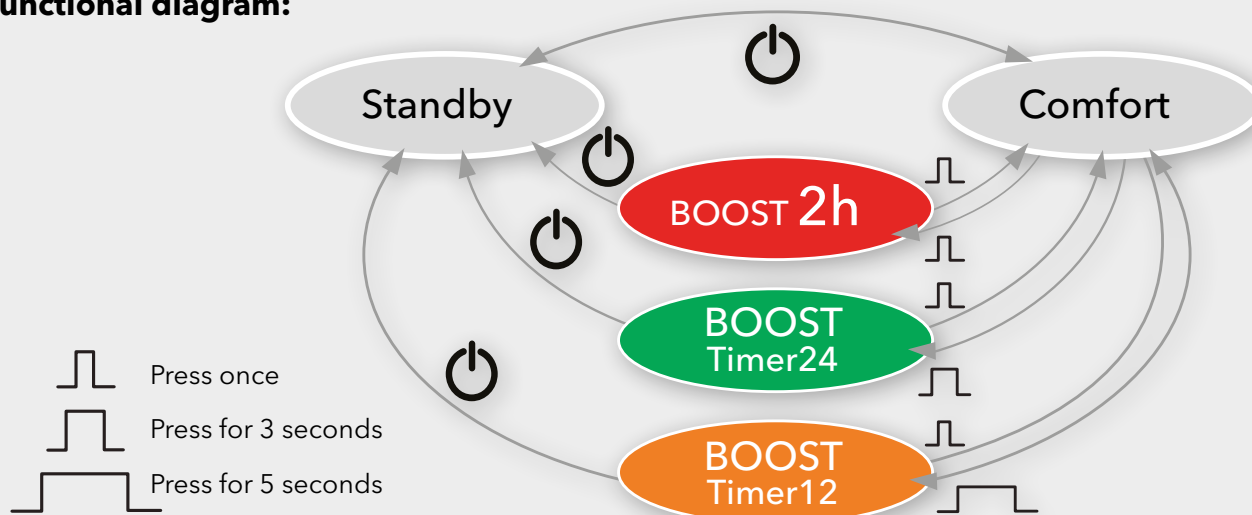 unctional diagram:
Standby
Comfort
BOOST 2h
BOOST
Timer24
BOOST
Timer12
Press once
Press for 3 seconds
Press for 5 seconds